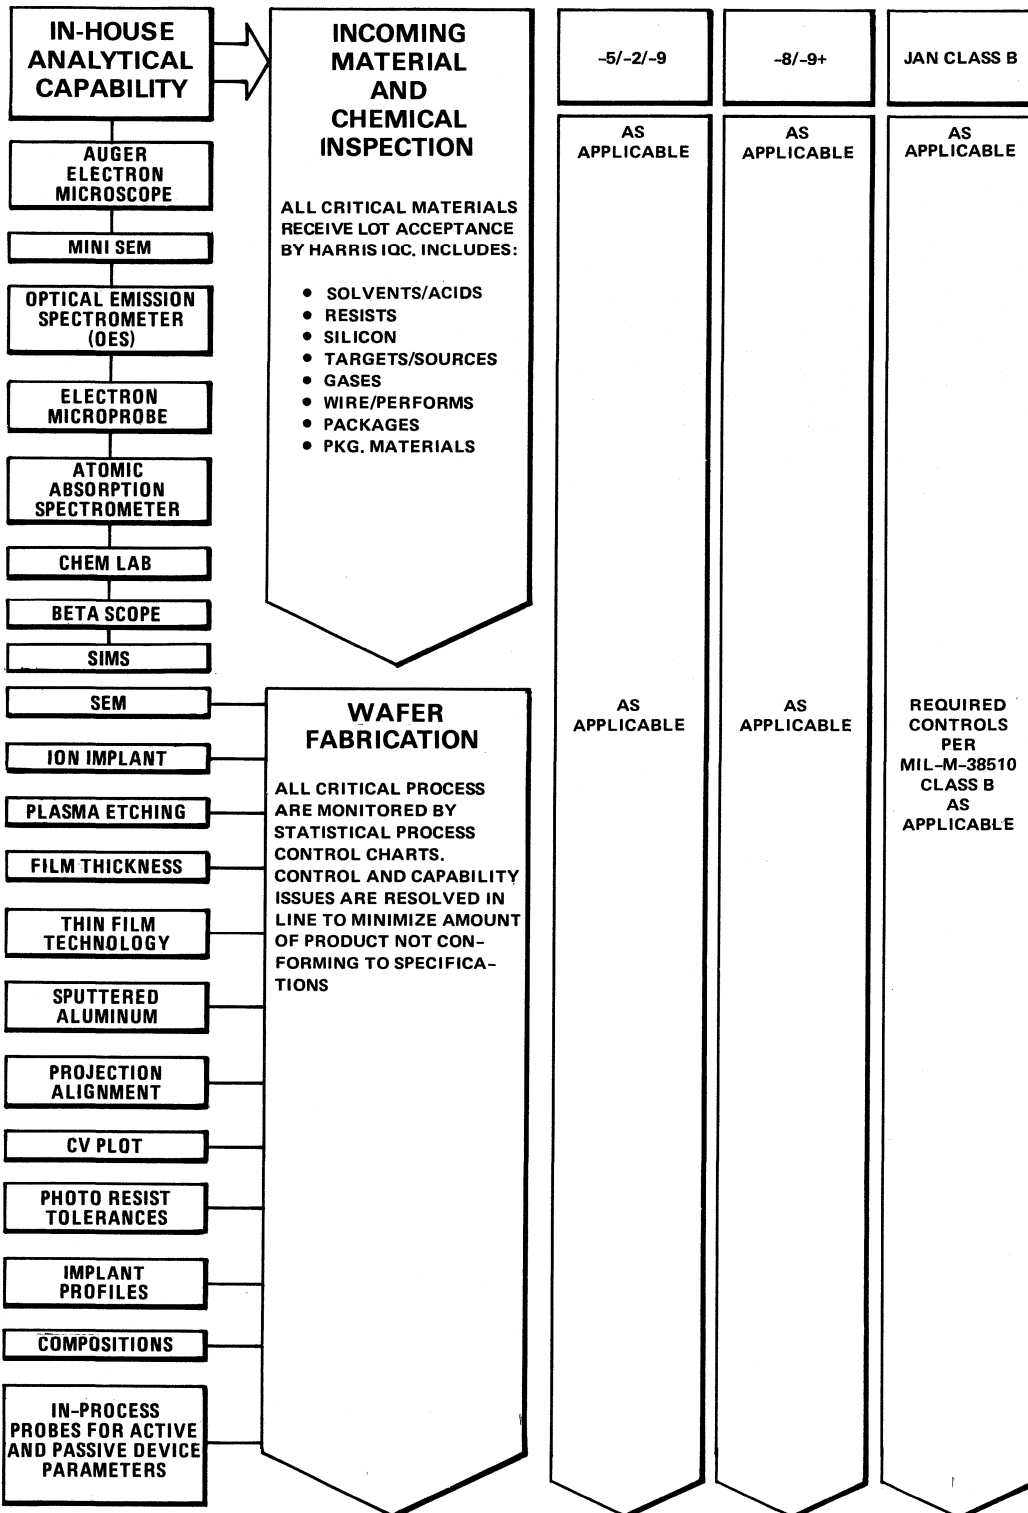 IN-HOUSE
ANALYTICAL
CAPABILITY
AUGER
ELECTRON
MICROSCOPE
MINI SEM
OPTICAL EMISSION
SPECTROMETER
(OES)
ELECTRON
MICROPROBE
ATOMIC
ABSORPTION
SPECTROMETER
CHEM LAB
BETA SCOPE
SIMS
INCOMING
MATERIAL
AND
CHEMICAL
INSPECTION
ALL CRITICAL MATERIALS
RECEIVE LOT ACCEPTANCE
BY HARRIS IQC. INCLUDES:
● SOLVENTS/ACIDS
● RESISTS
● SILICON
● TARGETS/SOURCES
● GASES
● WIRE/PERFORMS
● PACKAGES
● PKG. MATERIALS
-5/-2/-9
AS
APPLICABLE
-8/-9+
AS
APPLICABLE
JAN CLASS B
AS
APPLICABLE
SEM
ION IMPLANT
PLASMA ETCHING
FILM THICKNESS
THIN FILM
TECHNOLOGY
SPUTTERED
ALUMINUM
PROJECTION
ALIGNMENT
CV PLOT
PHOTO RESIST
TOLERANCES
IMPLANT
PROFILES
COMPOSITIONS
IN-PROCESS
PROBES FOR ACTIVE
AND PASSIVE DEVICE
PARAMETERS
WAFER
FABRICATION
ALL CRITICAL PROCESS
ARE MONITORED BY
STATISTICAL PROCESS
CONTROL CHARTS.
CONTROL AND CAPABILITY
ISSUES ARE RESOLVED IN
LINE TO MINIMIZE AMOUNT
OF PRODUCT NOT CON-
FORMING TO SPECIFICA-
TIONS
AS
APPLICABLE
AS
APPLICABLE
REQUIRED
CONTROLS
PER
MIL-M-38510
CLASS B
AS
APPLICABLE